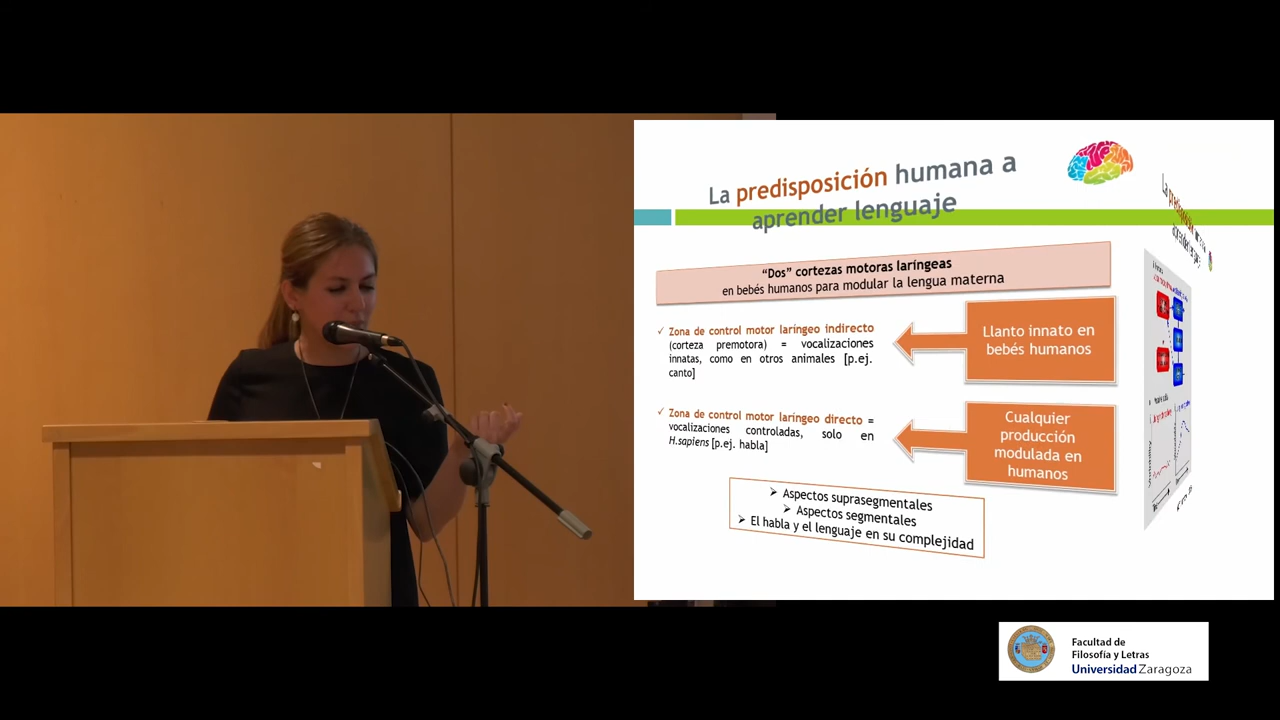 La predisposición humana a
aprender lenguaje
“Dos” cortezas motoras laríngeas
en bebés humanos para modular la lengua materna
✓ Zona de control motor laríngeo indirecto
(corteza premotora) = vocalizaciones
innatas, como en otros animales [p.ej.
canto]
Llanto innato en
bebés humanos
✓ Zona de control motor laríngeo directo =
vocalizaciones controladas, solo en
H.sapiens [p.ej. habla]
Cualquier
producción
modulada en
humanos
➢ Aspectos suprasegmentales
➢ Aspectos segmentales
➢ El habla y el lenguaje en su complejidad
La predisposición
Facultad de
Filosofía y Letras
Universidad Zaragoza